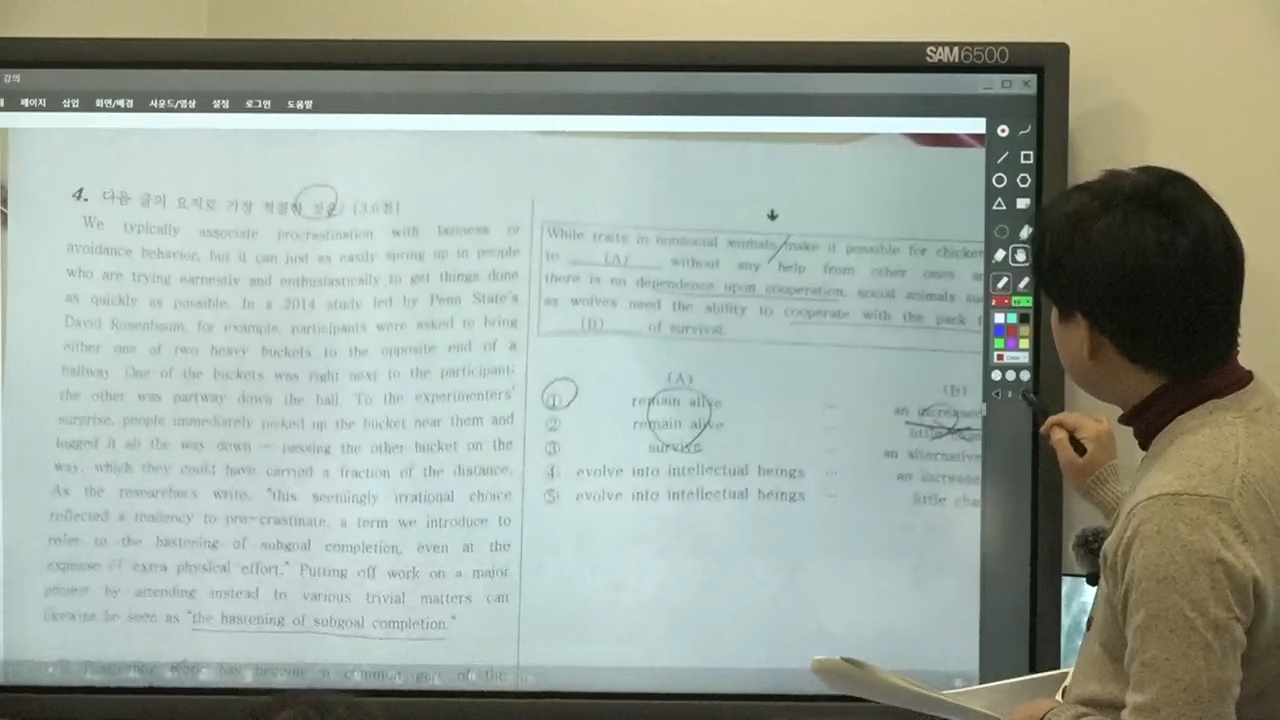 SAM6500
강의
페이지 삽입 화면/배경 사운드/영상 설정 로그인 도움말
4. 다음 글의 요지로 가장 적절한 것은? [3.6점]
We typically associate procrastination with laziness or
avoidance behavior, but it can just as easily spring up in people
who are trying earnestly and enthusiastically to get things done
as quickly as possible. In a 2014 study led by Penn State's
David Rosenbaum, for example, participants were asked to bring
either one of two heavy buckets to the opposite end of a
hallway. One of the buckets was right next to the participant;
the other was partway down the hall. To the experimenters'
surprise, people immediately picked up the bucket near them and
lugged it all the way down — passing the other bucket on the
way, which they could have carried a fraction of the distance.
As the researchers write, "this seemingly irrational choice
reflected a tendency to pre-crastinate, a term we introduce to
refer to the hastening of subgoal completion, even at the
expense of extra physical effort." Putting off work on a major
project by attending instead to various trivial matters can
likewise be seen as "the hastening of subgoal completion."
work has become a common part of the
While traits in nonsocial animals make it possible for chicken
to (A) without any help from other ones
there is no dependence upon cooperation, social animals
as wolves need the ability to cooperate with the pack
(B) of survival.
(A) (B)
① remain alive ... an increased
② remain alive little
③ survive ... an alternative
④ evolve into intellectual beings ... an increase
⑤ evolve into intellectual beings ... little cha